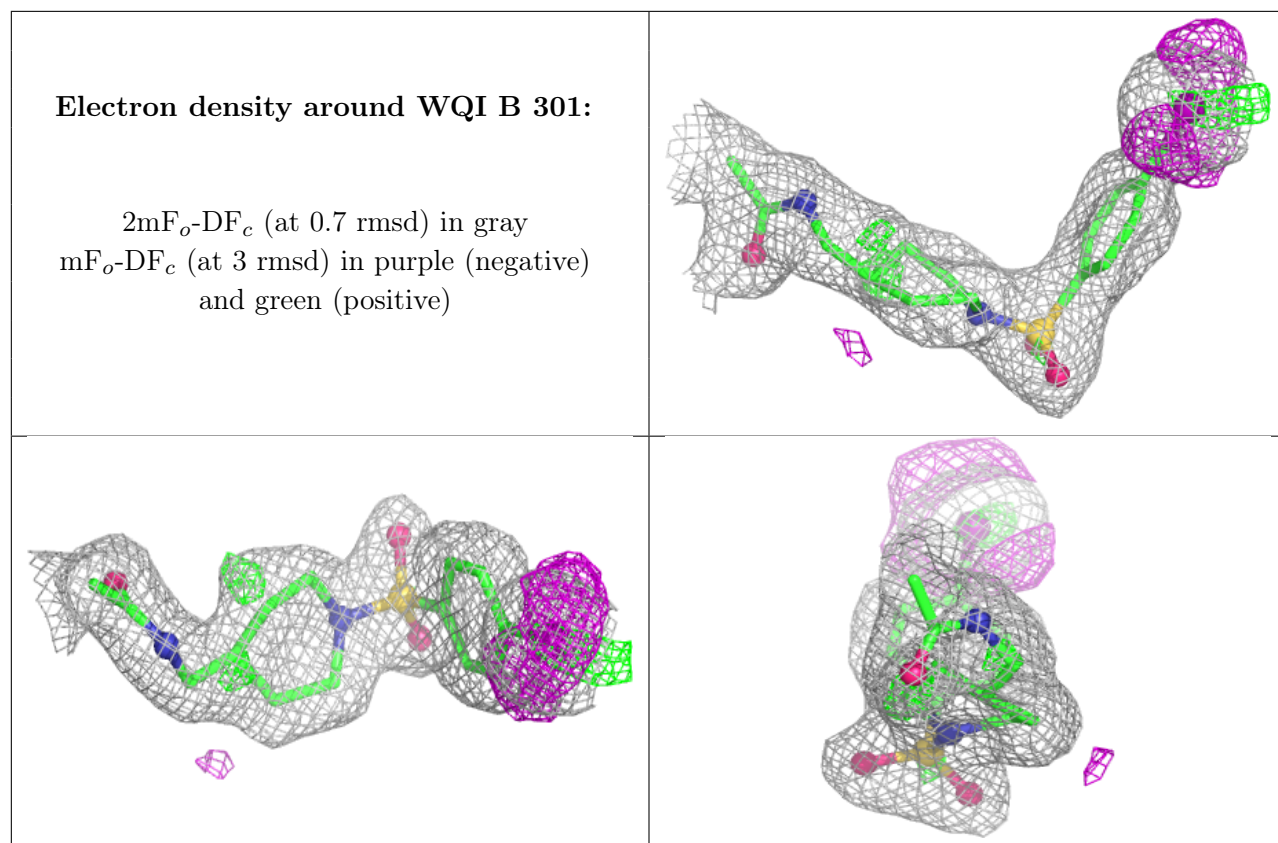 Electron density around WQI B 301:
2mFo-DFc (at 0.7 rmsd) in gray
mFo-DFc (at 3 rmsd) in purple (negative)
and green (positive)